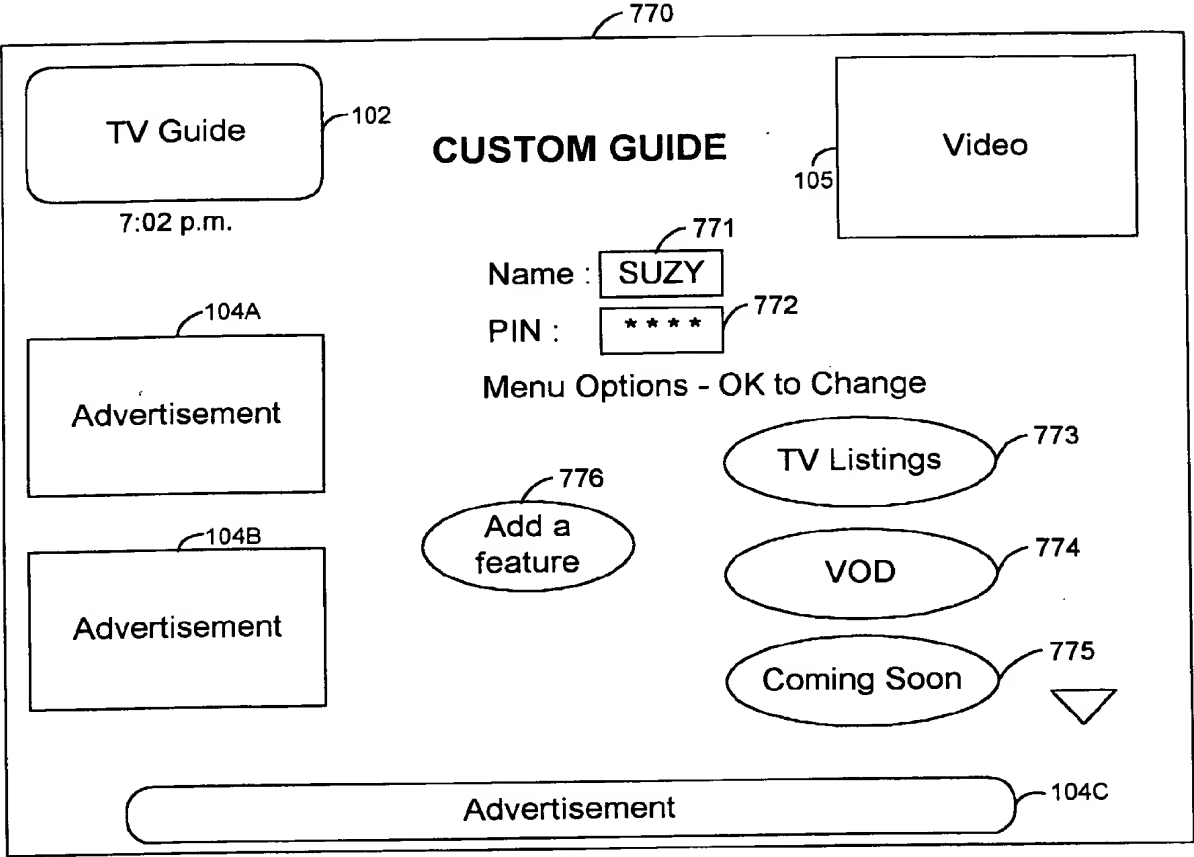 770
TV Guide
102
CUSTOM GUIDE
Video
105
7:02 p.m.
771
Name : SUZY
772
PIN : * * * *
104A
Menu Options - OK to Change
Advertisement
773
TV Listings
776
Add a
feature
104B
774
VOD
Advertisement
775
Coming Soon
Advertisement
104C